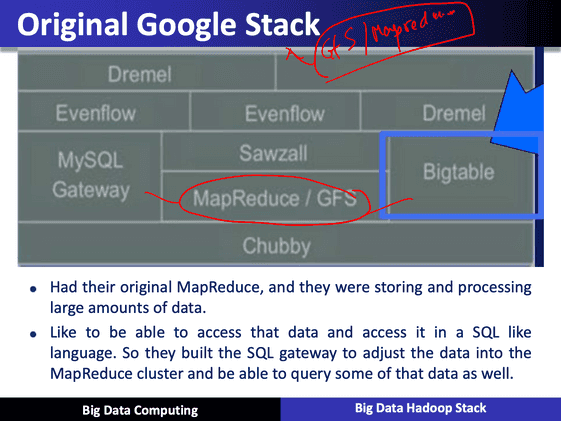 Original Google Stack
GFS/Mapred
Dremel
Evenflow Evenflow Dremel
MySQL Gateway
Sawzall
Bigtable
MapReduce / GFS
Chubby
• Had their original MapReduce, and they were storing and processing
large amounts of data.
• Like to be able to access that data and access it in a SQL like
language. So they built the SQL gateway to adjust the data into the
MapReduce cluster and be able to query some of that data as well.
Big Data Computing
Big Data Hadoop Stack